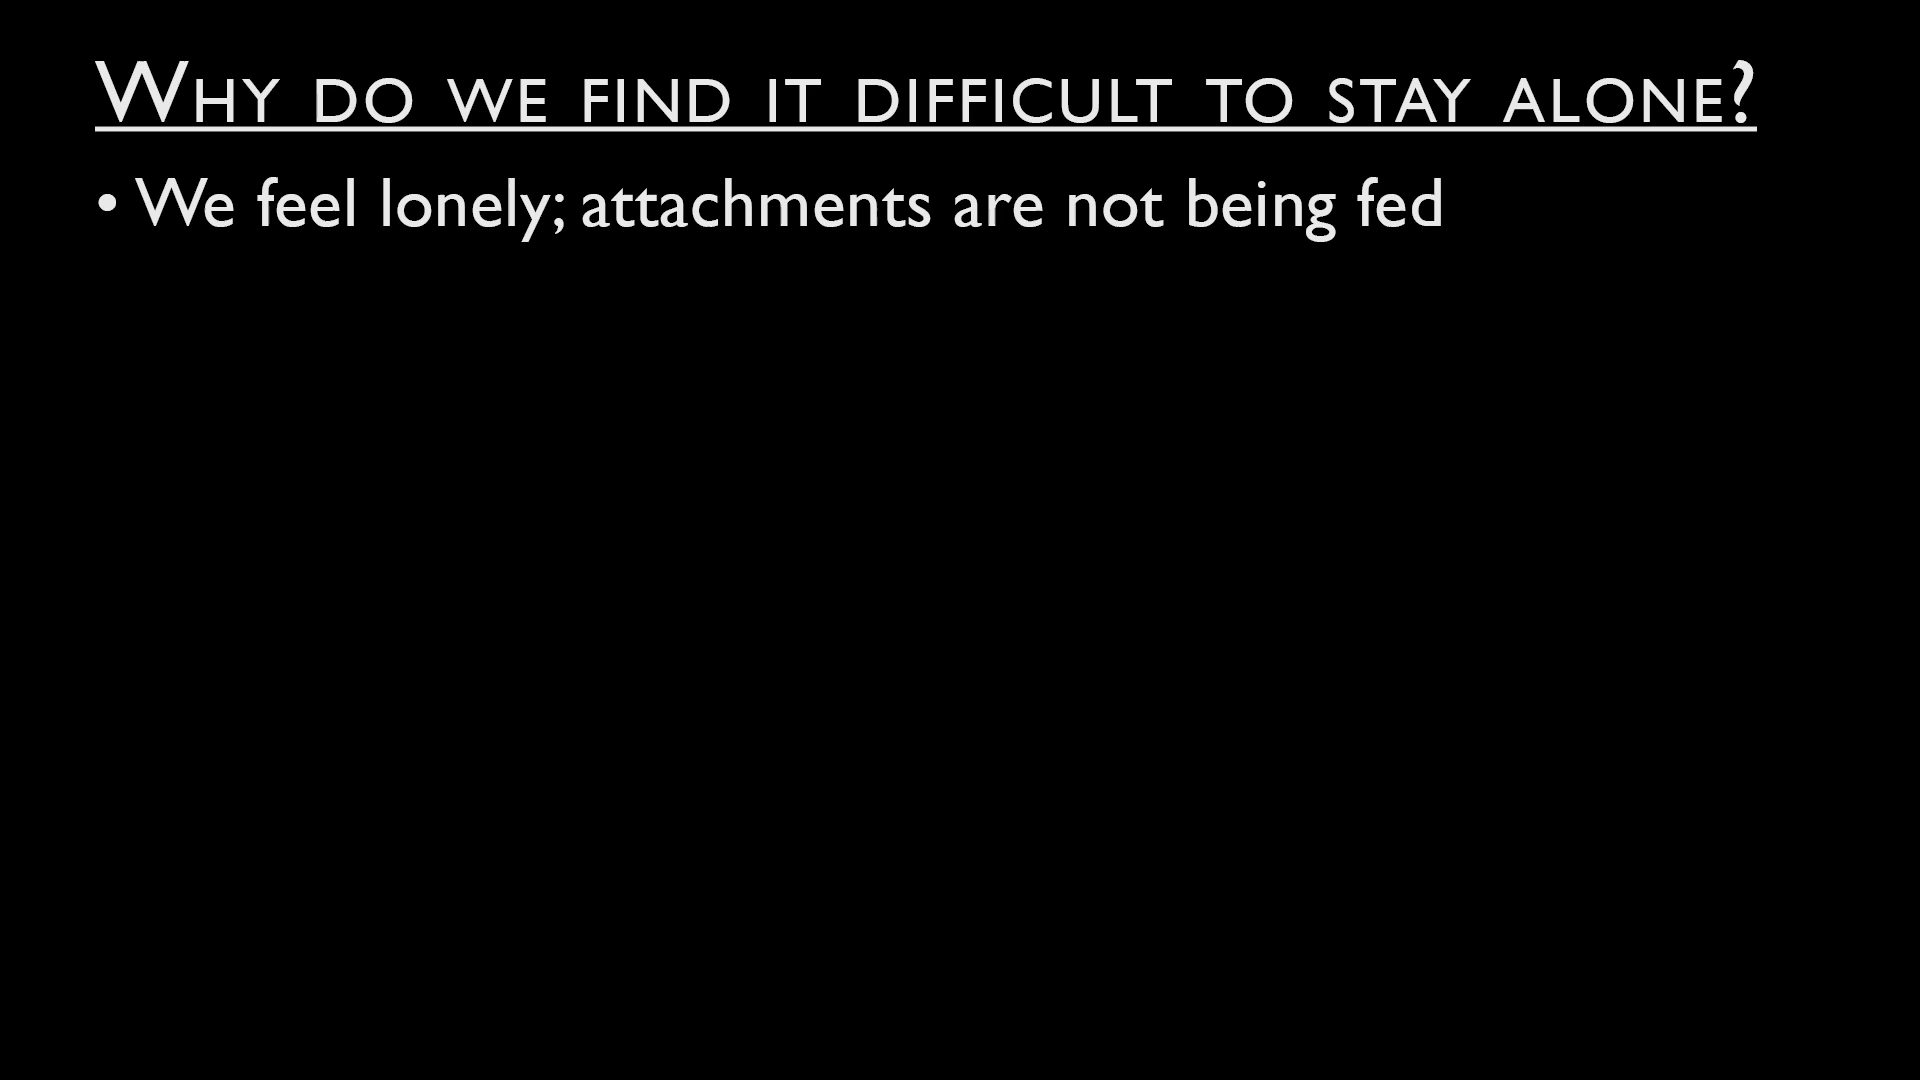 Why do we find it difficult to stay alone?
• We feel lonely; attachments are not being fed